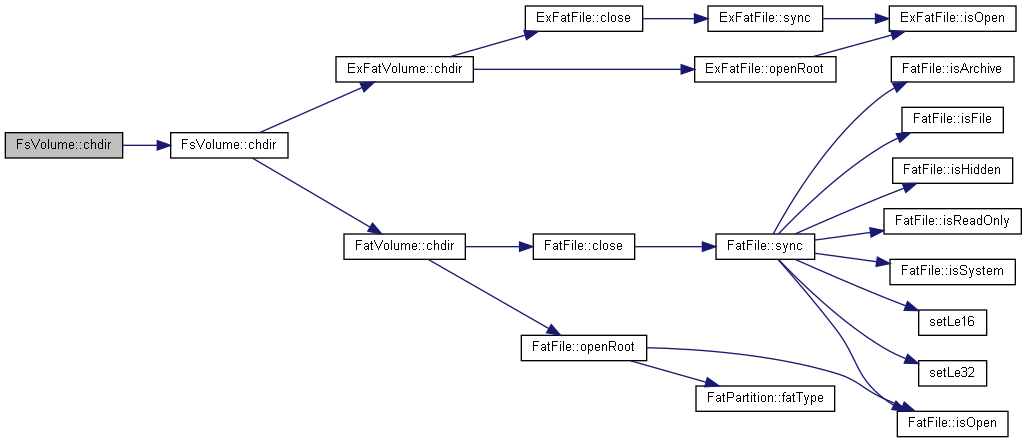 ExFatFile::close
ExFatFile::sync
ExFatFile::isOpen
ExFatVolume::chdir
ExFatFile::openRoot
FatFile::isArchive
FatFile::isFile
FsVolume::chdir
FsVolume::chdir
FatFile::isHidden
FatFile::isReadOnly
FatVolume::chdir
FatFile::close
FatFile::sync
FatFile::isSystem
setLe16
FatFile::openRoot
setLe32
FatPartition::fatType
FatFile::isOpen